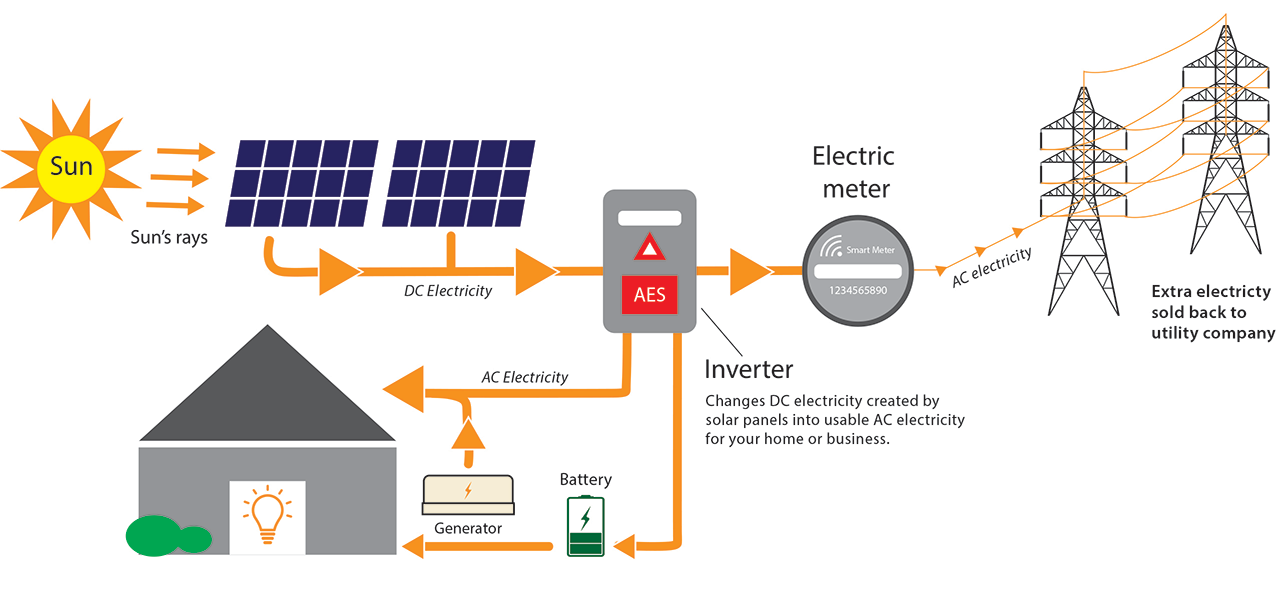 Sun
Sun's rays
DC Electricity
AES
Electric
meter
Smart Meter
1234565890
AC electricity
Extra electricty
sold back to
utility company
Inverter
Changes DC electricity created by
solar panels into usable AC electricity
for your home or business.
AC Electricity
Generator
Battery